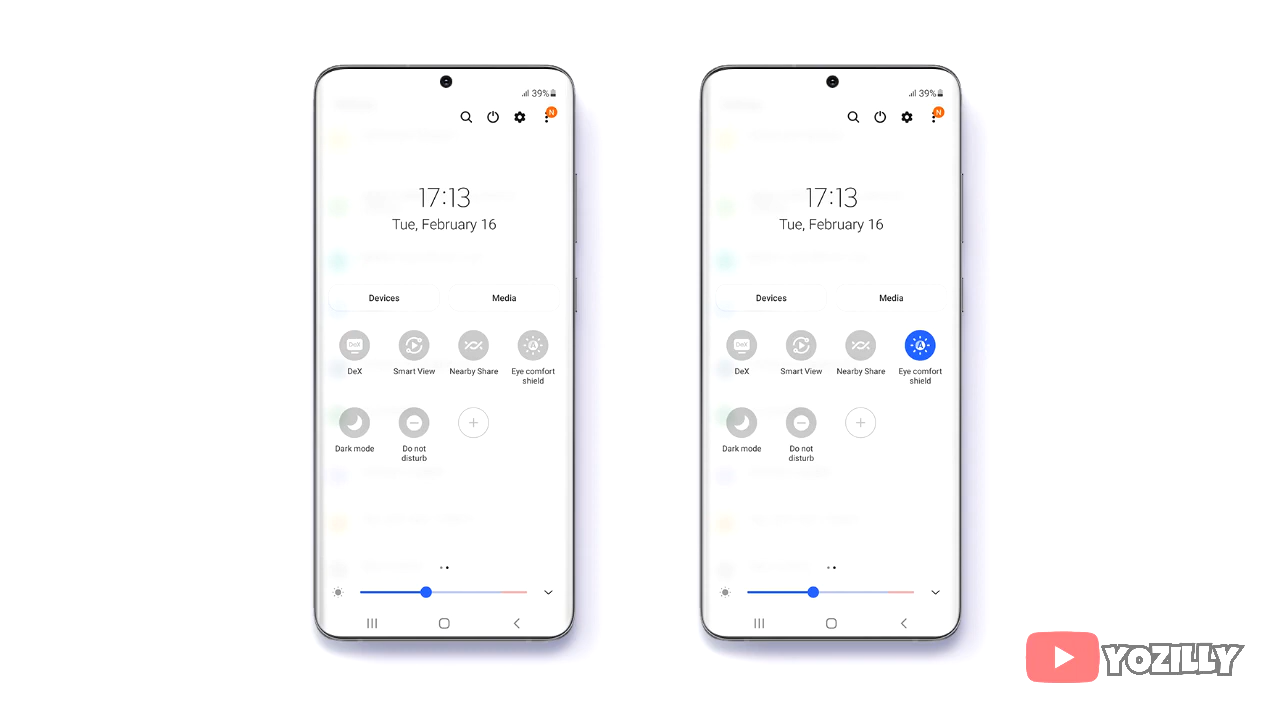 39%
N
17:13
Tue, February 16
Devices
Media
DeX
DeX
Smart View
Nearby Share
A
Eye comfort
shield
Dark mode
Do not
disturb
39%
N
17:13
Tue, February 16
Devices
Media
DeX
DeX
Smart View
Nearby Share
A
Eye comfort
shield
Dark mode
Do not
disturb
YOZILLY